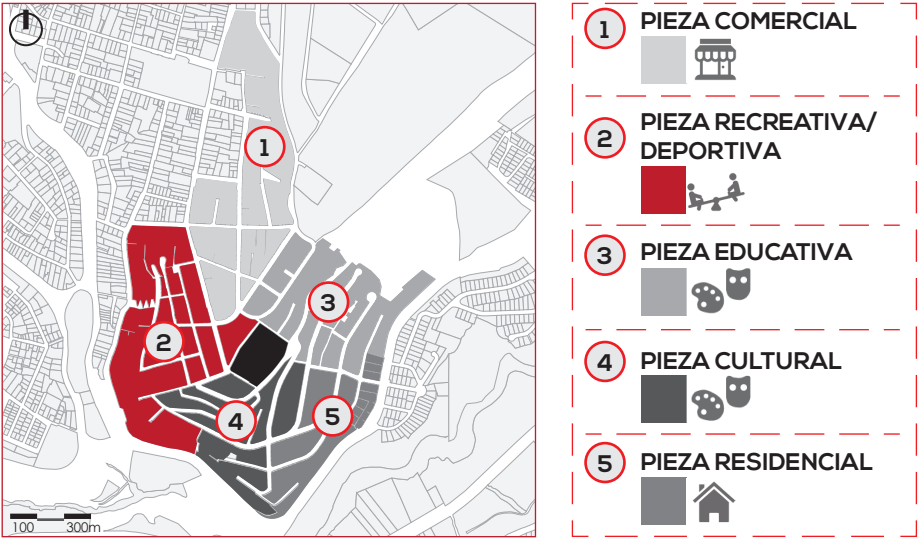 1
2
3
4
5
100 300m
1 PIEZA COMERCIAL
2 PIEZA RECREATIVA/
DEPORTIVA
3 PIEZA EDUCATIVA
4 PIEZA CULTURAL
5 PIEZA RESIDENCIAL